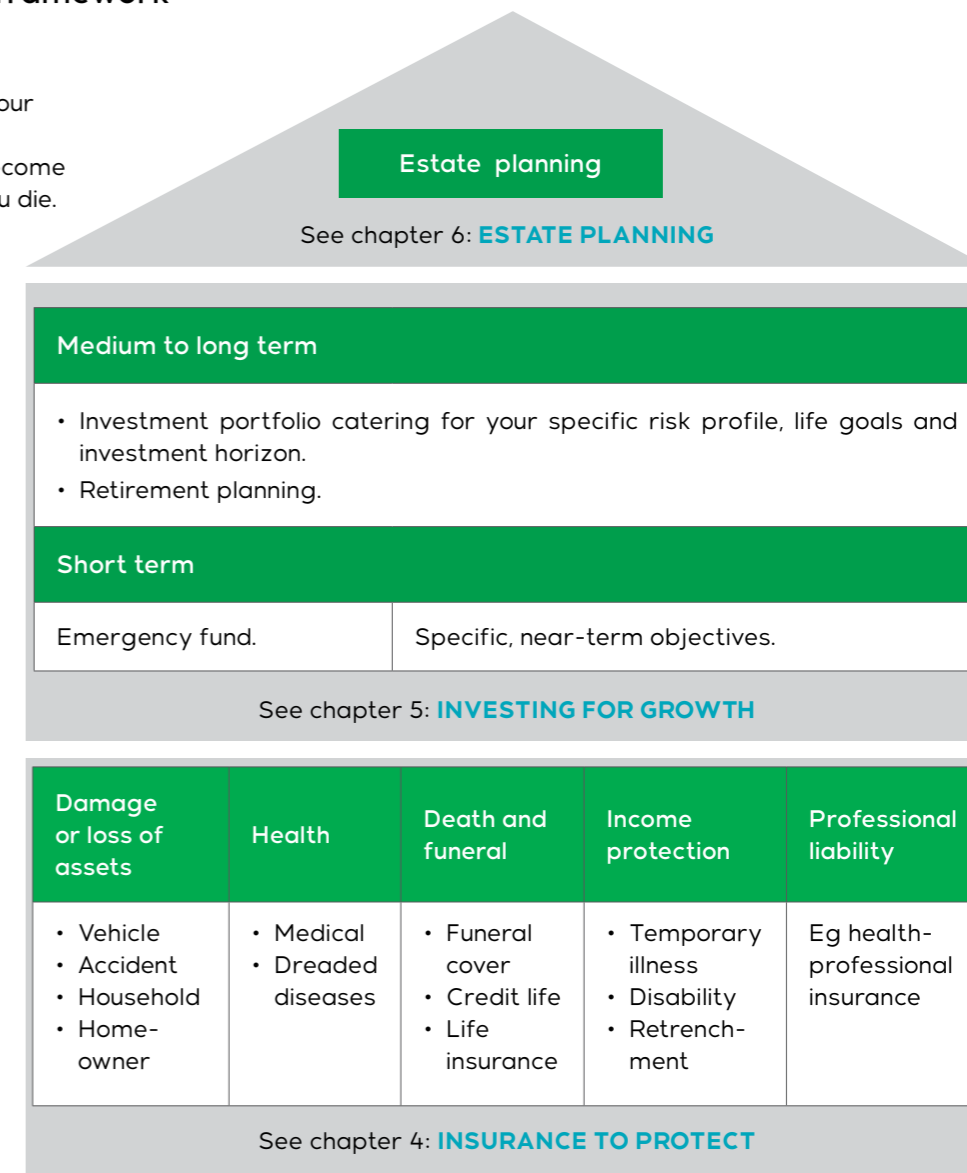 Estate planning
See chapter 6: ESTATE PLANNING
our
u die.
Medium to long term
• Investment portfolio catering for your specific risk profile, life goals and
investment horizon.
• Retirement planning.
Short term
Emergency fund.
Specific, near-term objectives.
See chapter 5: INVESTING FOR GROWTH
Damage
or loss of
assets
Health
Death and
funeral
Income
protection
Professional
liability
• Vehicle
• Accident
• Household
• Home-
owner
• Medical
• Dreaded
diseases
• Funeral
cover
• Credit life
• Life
insurance
• Temporary
illness
• Disability
• Retrench-
ment
Eg health-
professional
insurance
See chapter 4: INSURANCE TO PROTECT